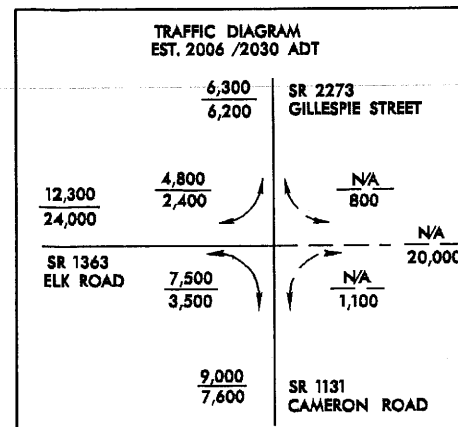 TRAFFIC DIAGRAM
EST. 2006 /2030 ADT
6,300
6,200
SR 2273
GILLESPIE STREET
4,800
2,400
N/A
800
12,300
24,000
N/A
20,000
SR 1363
ELK ROAD
7,500
3,500
N/A
1,100
9,000
7,600
SR 1131
CAMERON ROAD